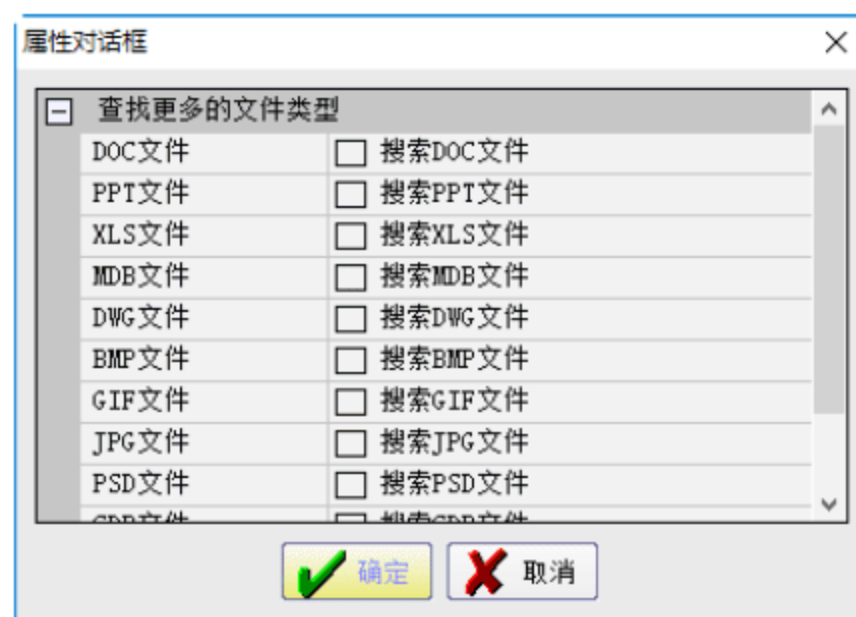 属性对话框
查找更多的文件类型
DOC文件 搜索DOC文件
PPT文件 搜索PPT文件
XLS文件 搜索XLS文件
MDB文件 搜索MDB文件
DWG文件 搜索DWG文件
BMP文件 搜索BMP文件
GIF文件 搜索GIF文件
JPG文件 搜索JPG文件
PSD文件 搜索PSD文件
确定 取消